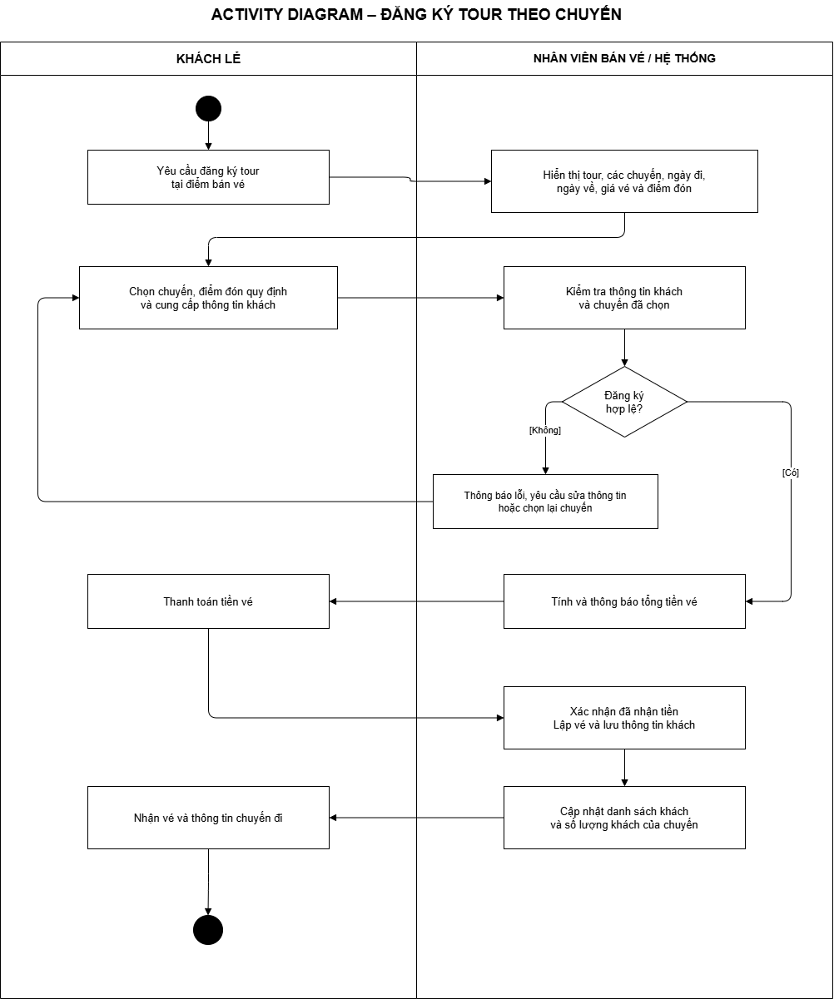 ACTIVITY DIAGRAM – ĐĂNG KÝ TOUR THEO CHUYẾN
KHÁCH LẺ
NHÂN VIÊN BÁN VÉ / HỆ THỐNG
Yêu cầu đăng ký tour
tại điểm bán vé
Hiển thị tour, các chuyến, ngày đi,
ngày về, giá vé và điểm đón
Chọn chuyến, điểm đón quy định
và cung cấp thông tin khách
Kiểm tra thông tin khách
và chuyến đã chọn
Đăng ký
hợp lệ?
[Không]
[Có]
Thông báo lỗi, yêu cầu sửa thông tin
hoặc chọn lại chuyến
Thanh toán tiền vé
Tính và thông báo tổng tiền vé
Xác nhận đã nhận tiền
Lập vé và lưu thông tin khách
Nhận vé và thông tin chuyến đi
Cập nhật danh sách khách
và số lượng khách của chuyến